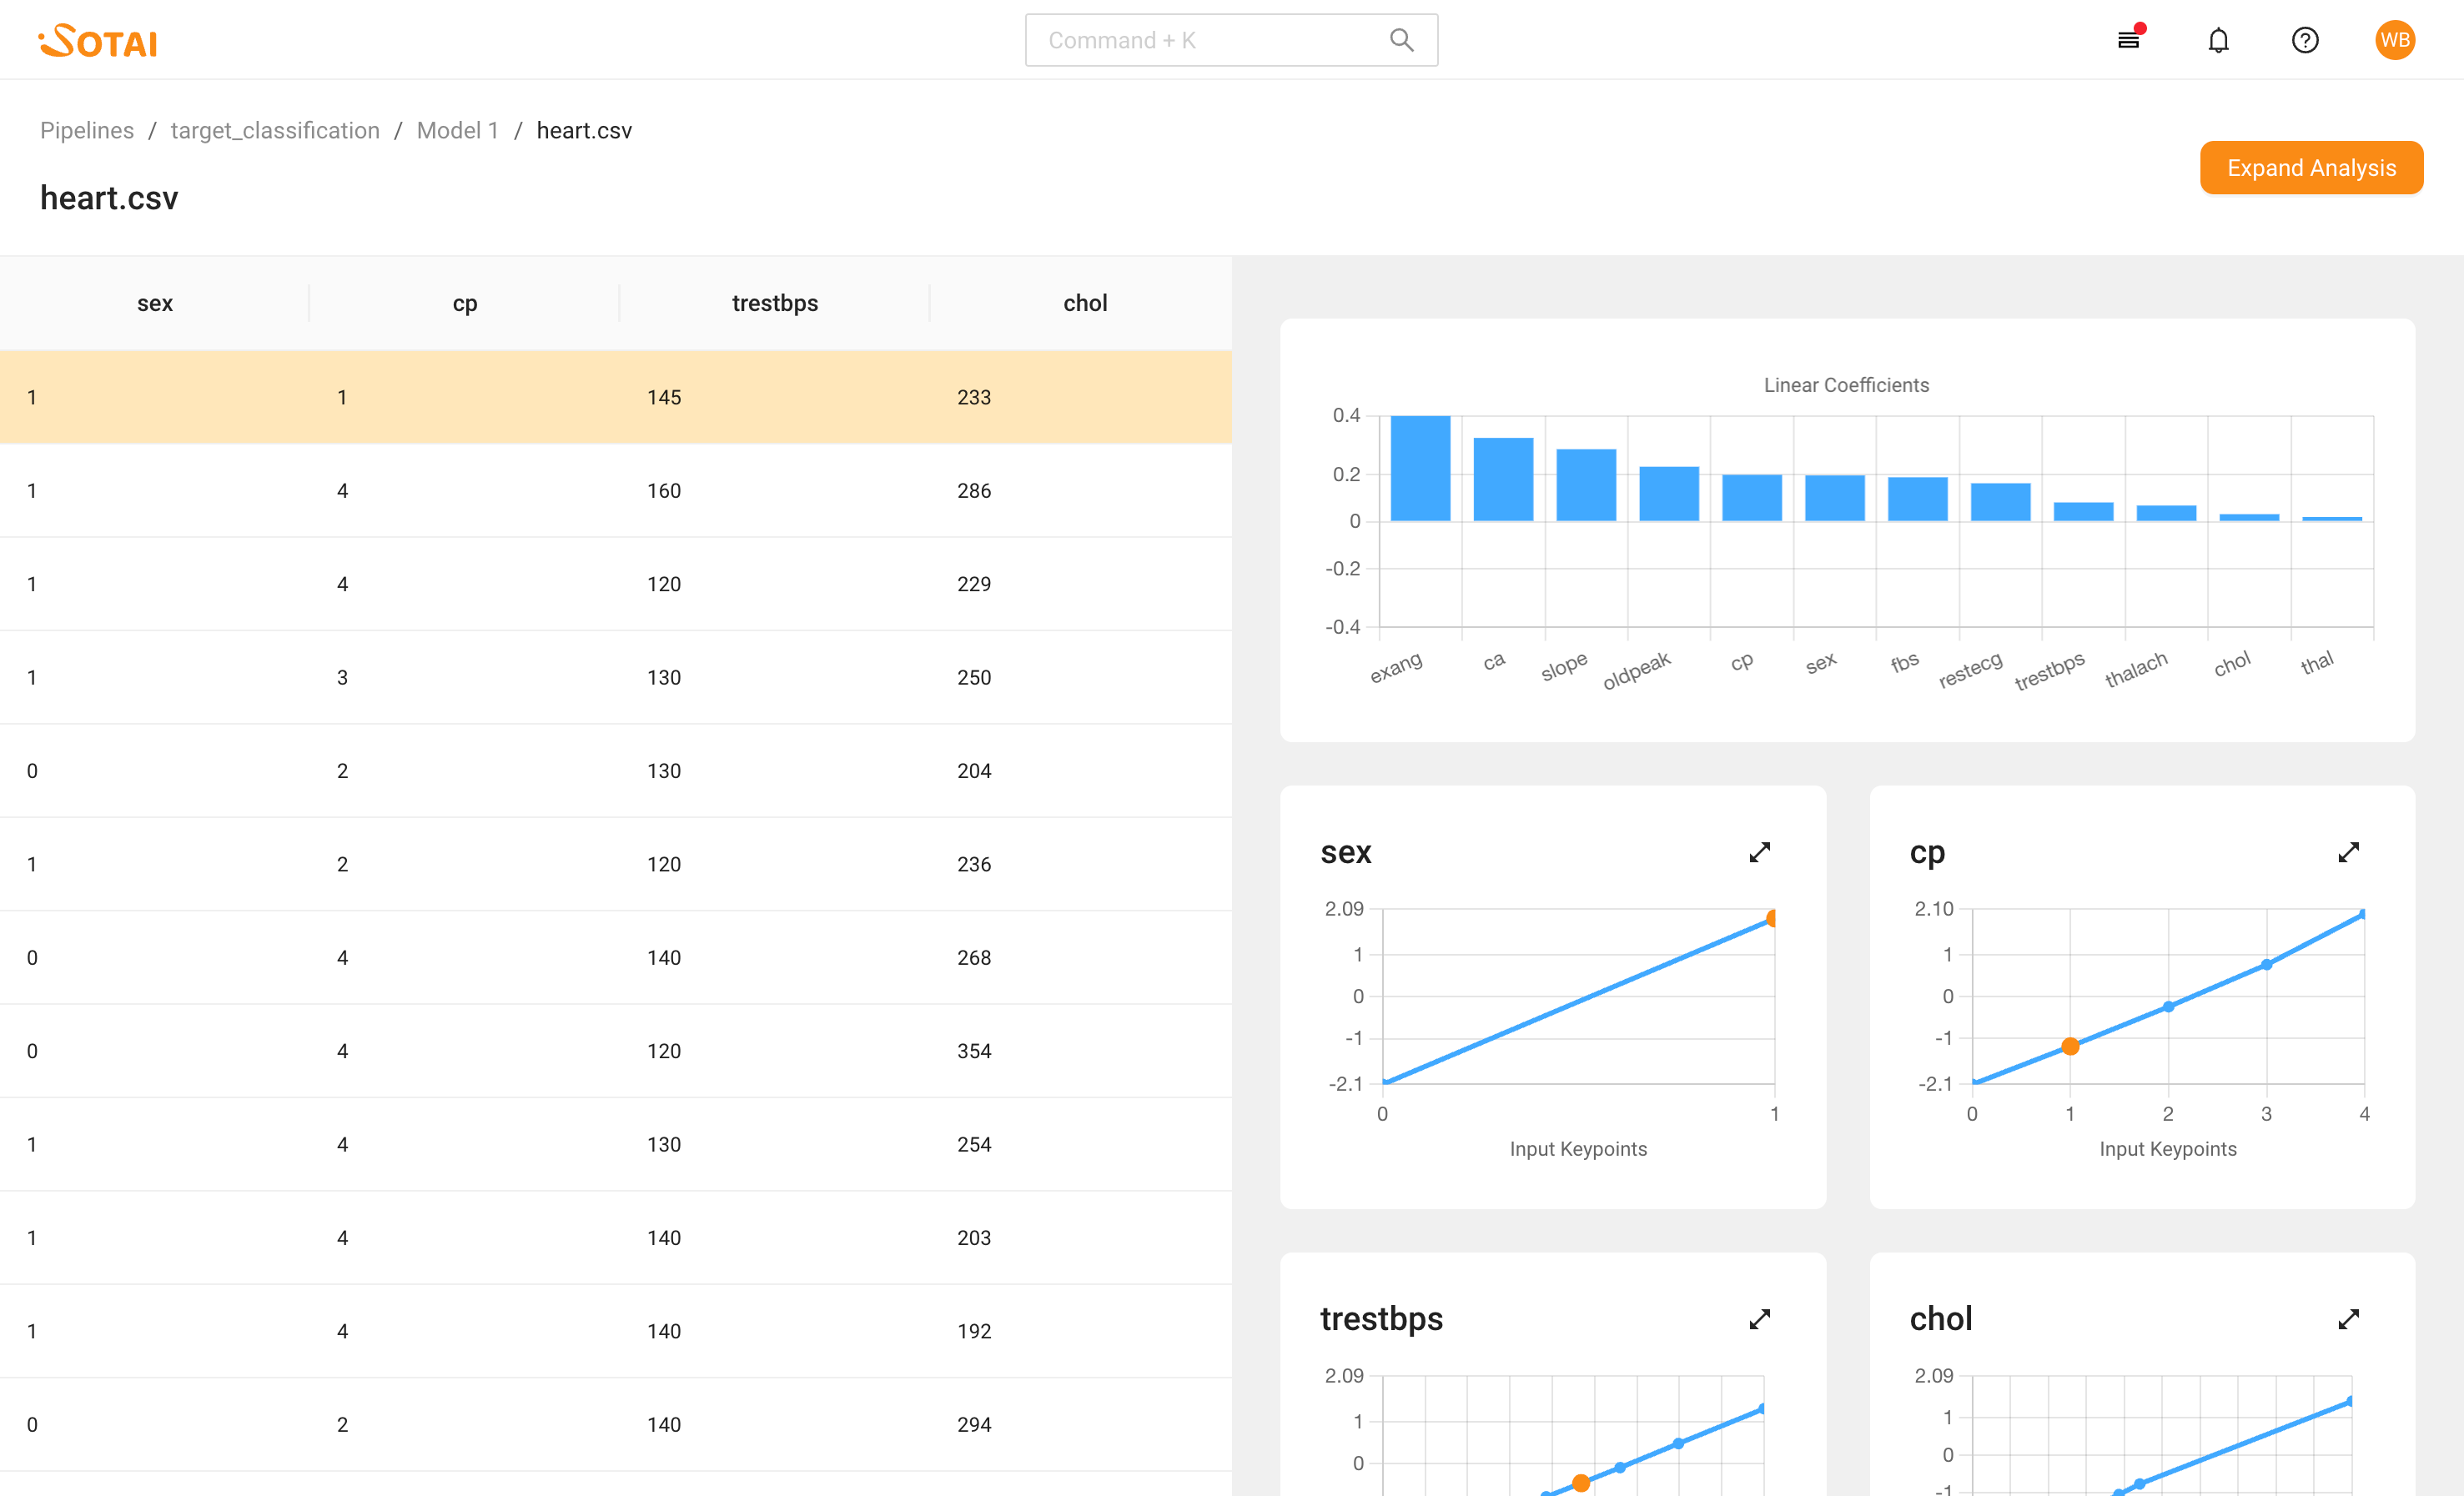 SOTAI
Command + K
WB
Pipelines / target_classification / Model 1 / heart.csv
heart.csv
Expand Analysis
sex cp trestbps chol
1 1 145 233
1 4 160 286
1 4 120 229
1 3 130 250
0 2 130 204
1 2 120 236
0 4 140 268
0 4 120 354
1 4 130 254
1 4 140 203
1 4 140 192
0 2 140 294
Linear Coefficients
0.4
0.2
0
-0.2
-0.4
exang ca slope oldpeak cp sex fbs restecg trestbps thalach chol thal
sex
2.09
1
0
-1
-2.1
0 1
Input Keypoints
cp
2.10
1
0
-1
-2.1
0 1 2 3 4
Input Keypoints
trestbps
2.09
1
0
chol
2.09
1
0
-1